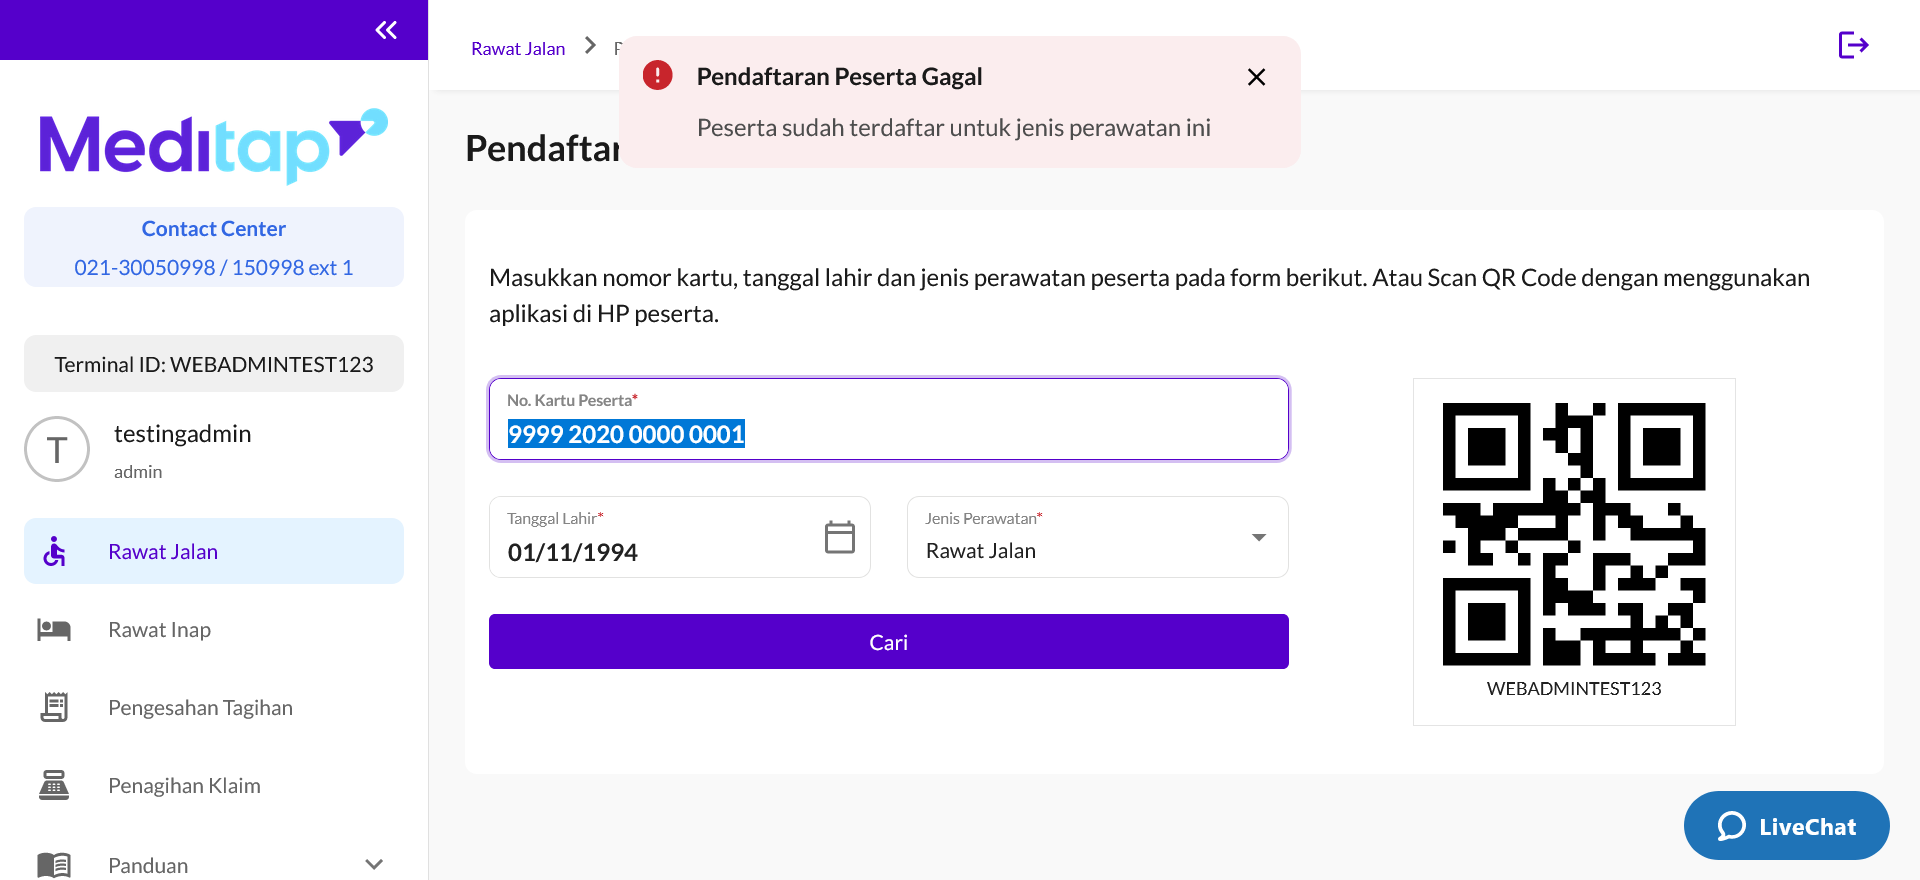 Meditap
Contact Center
021-30050998 / 150998 ext 1
Terminal ID: WEBADMINTEST123
T
testingadmin
admin
Rawat Jalan
Rawat Inap
Pengesahan Tagihan
Penagihan Klaim
Panduan
Rawat Jalan
Pendaftaran Peserta Gagal
Peserta sudah terdaftar untuk jenis perawatan ini
Pendaftar
Masukkan nomor kartu, tanggal lahir dan jenis perawatan peserta pada form berikut. Atau Scan QR Code dengan menggunakan
aplikasi di HP peserta.
No. Kartu Peserta*
9999 2020 0000 0001
Tanggal Lahir*
01/11/1994
Jenis Perawatan*
Rawat Jalan
Cari
WEBADMINTEST123
LiveChat